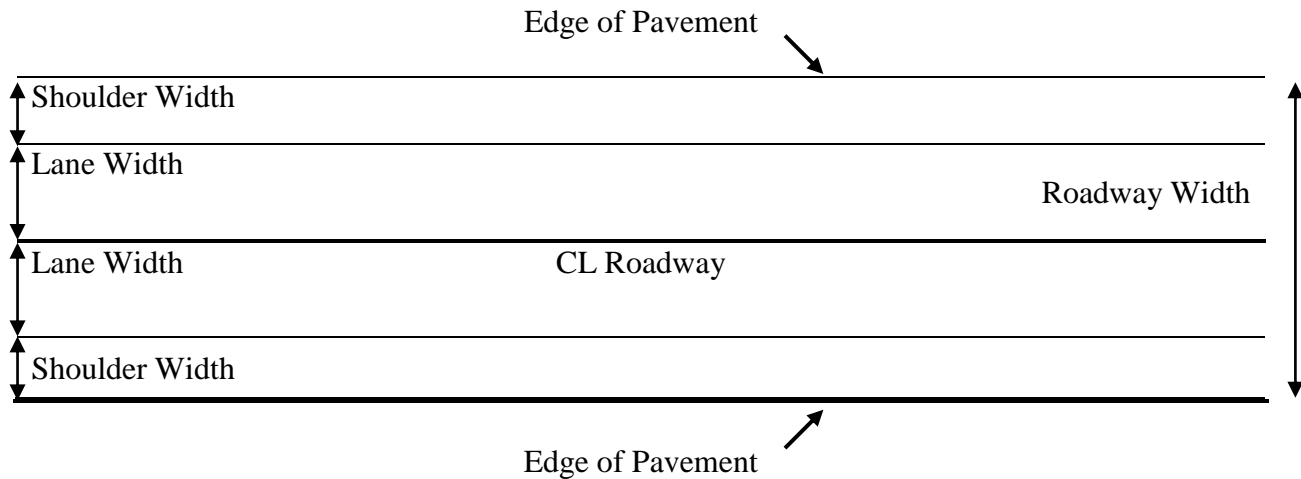 Edge of Pavement
Shoulder Width
Lane Width
Roadway Width
Lane Width
CL Roadway
Shoulder Width
Edge of Pavement